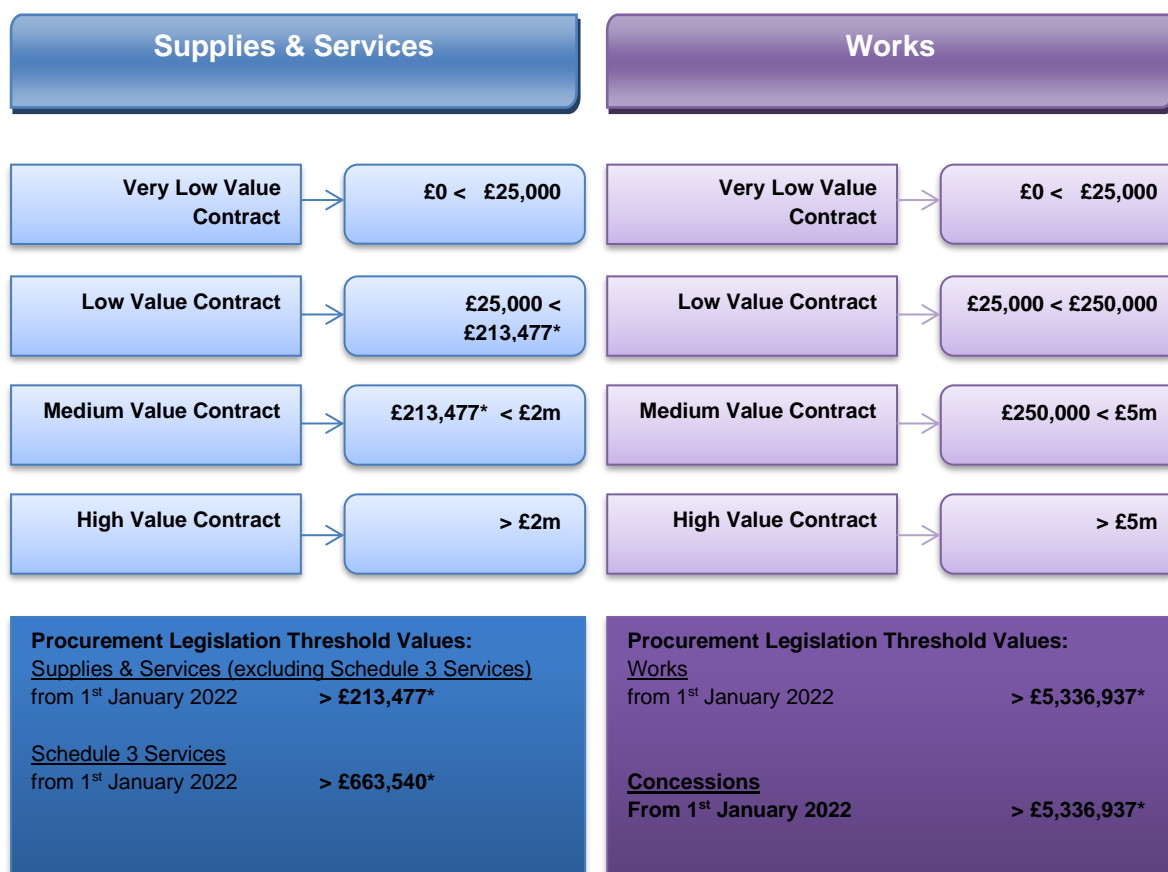 Supplies & Services
Very Low Value
Contract
£0 < £25,000
Low Value Contract
£25,000 <
£213,477*
Medium Value Contract
£213,477* < £2m
High Value Contract
> £2m
Procurement Legislation Threshold Values:
Supplies & Services (excluding Schedule 3 Services)
from 1st January 2022 > £213,477*
Schedule 3 Services
from 1st January 2022 > £663,540*
Works
Very Low Value
Contract
£0 < £25,000
Low Value Contract
£25,000 < £250,000
Medium Value Contract
£250,000 < £5m
High Value Contract
> £5m
Procurement Legislation Threshold Values:
Works
from 1st January 2022 > £5,336,937*
Concessions
From 1st January 2022 > £5,336,937*